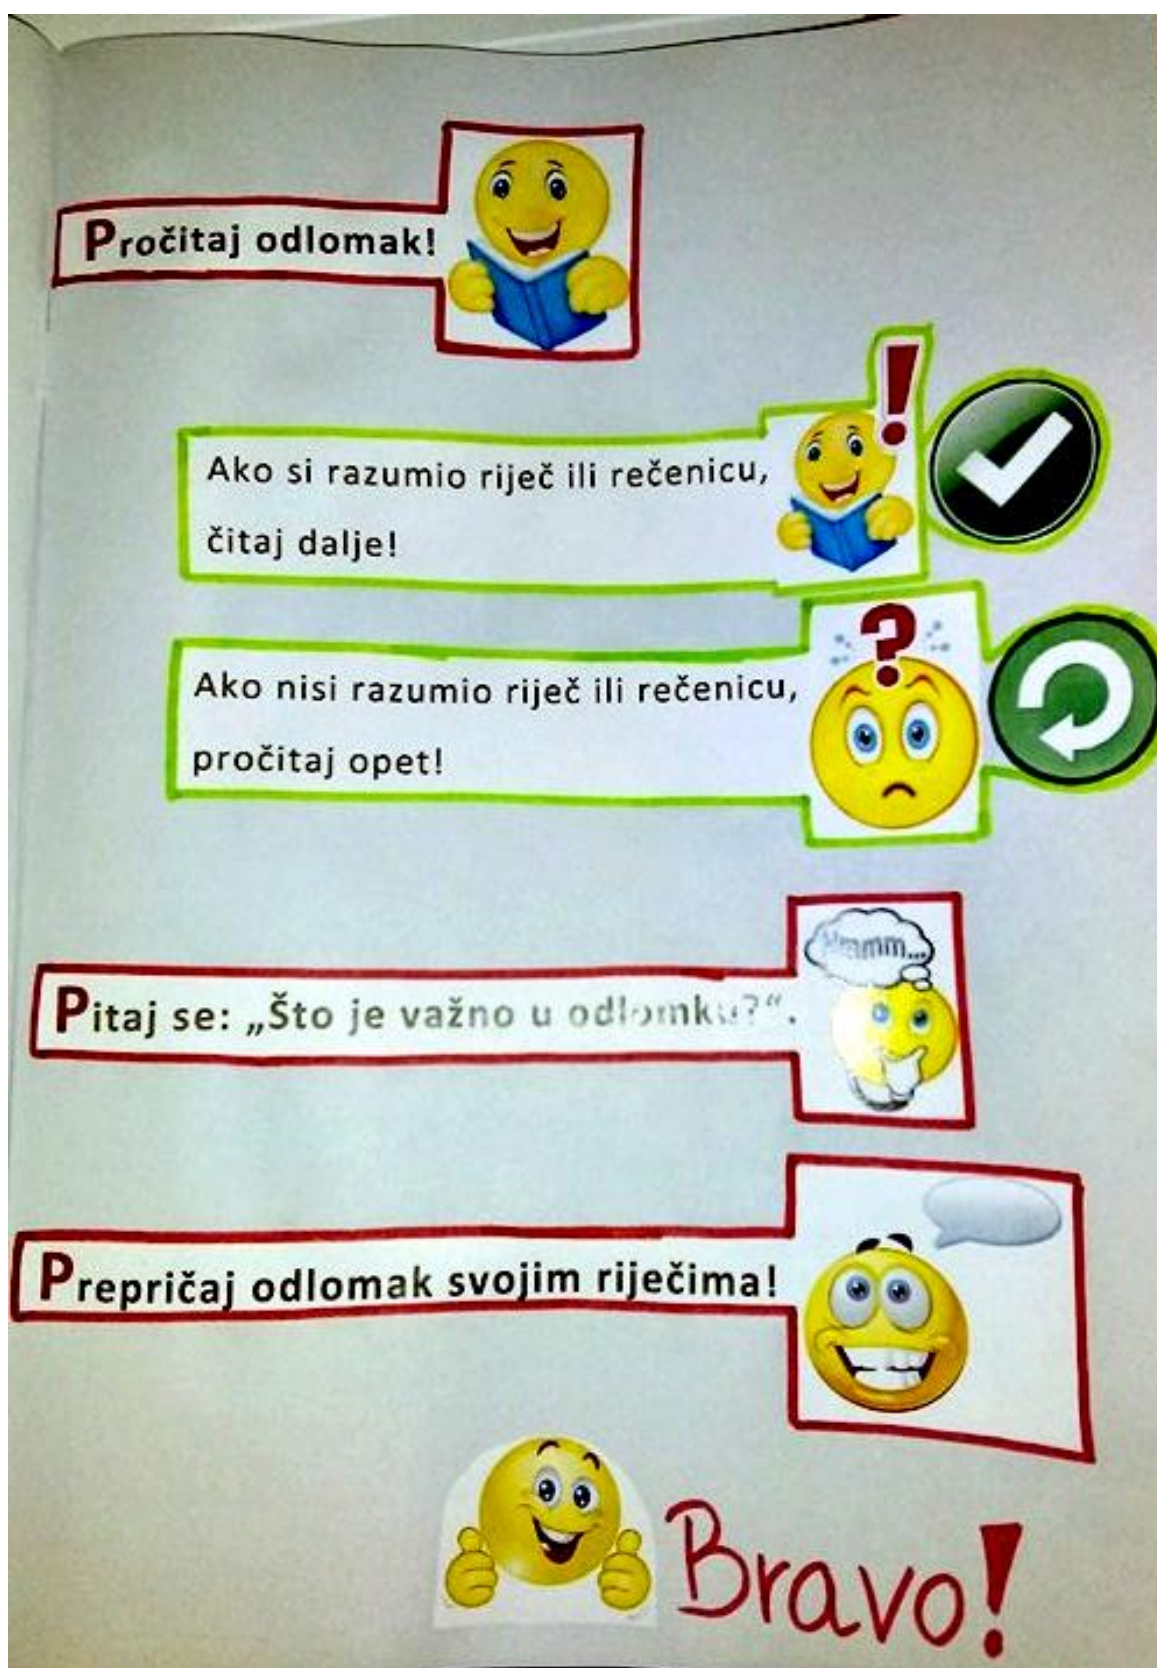 Pročitaj odlomak!
Ako si razumio riječ ili rečenicu,
čitaj dalje!
Ako nisi razumio riječ ili rečenicu,
pročitaj opet!
Hmmm...
Pitaj se: „Što je važno u odlomku?“.
Prepričaj odlomak svojim riječima!
Bravo!